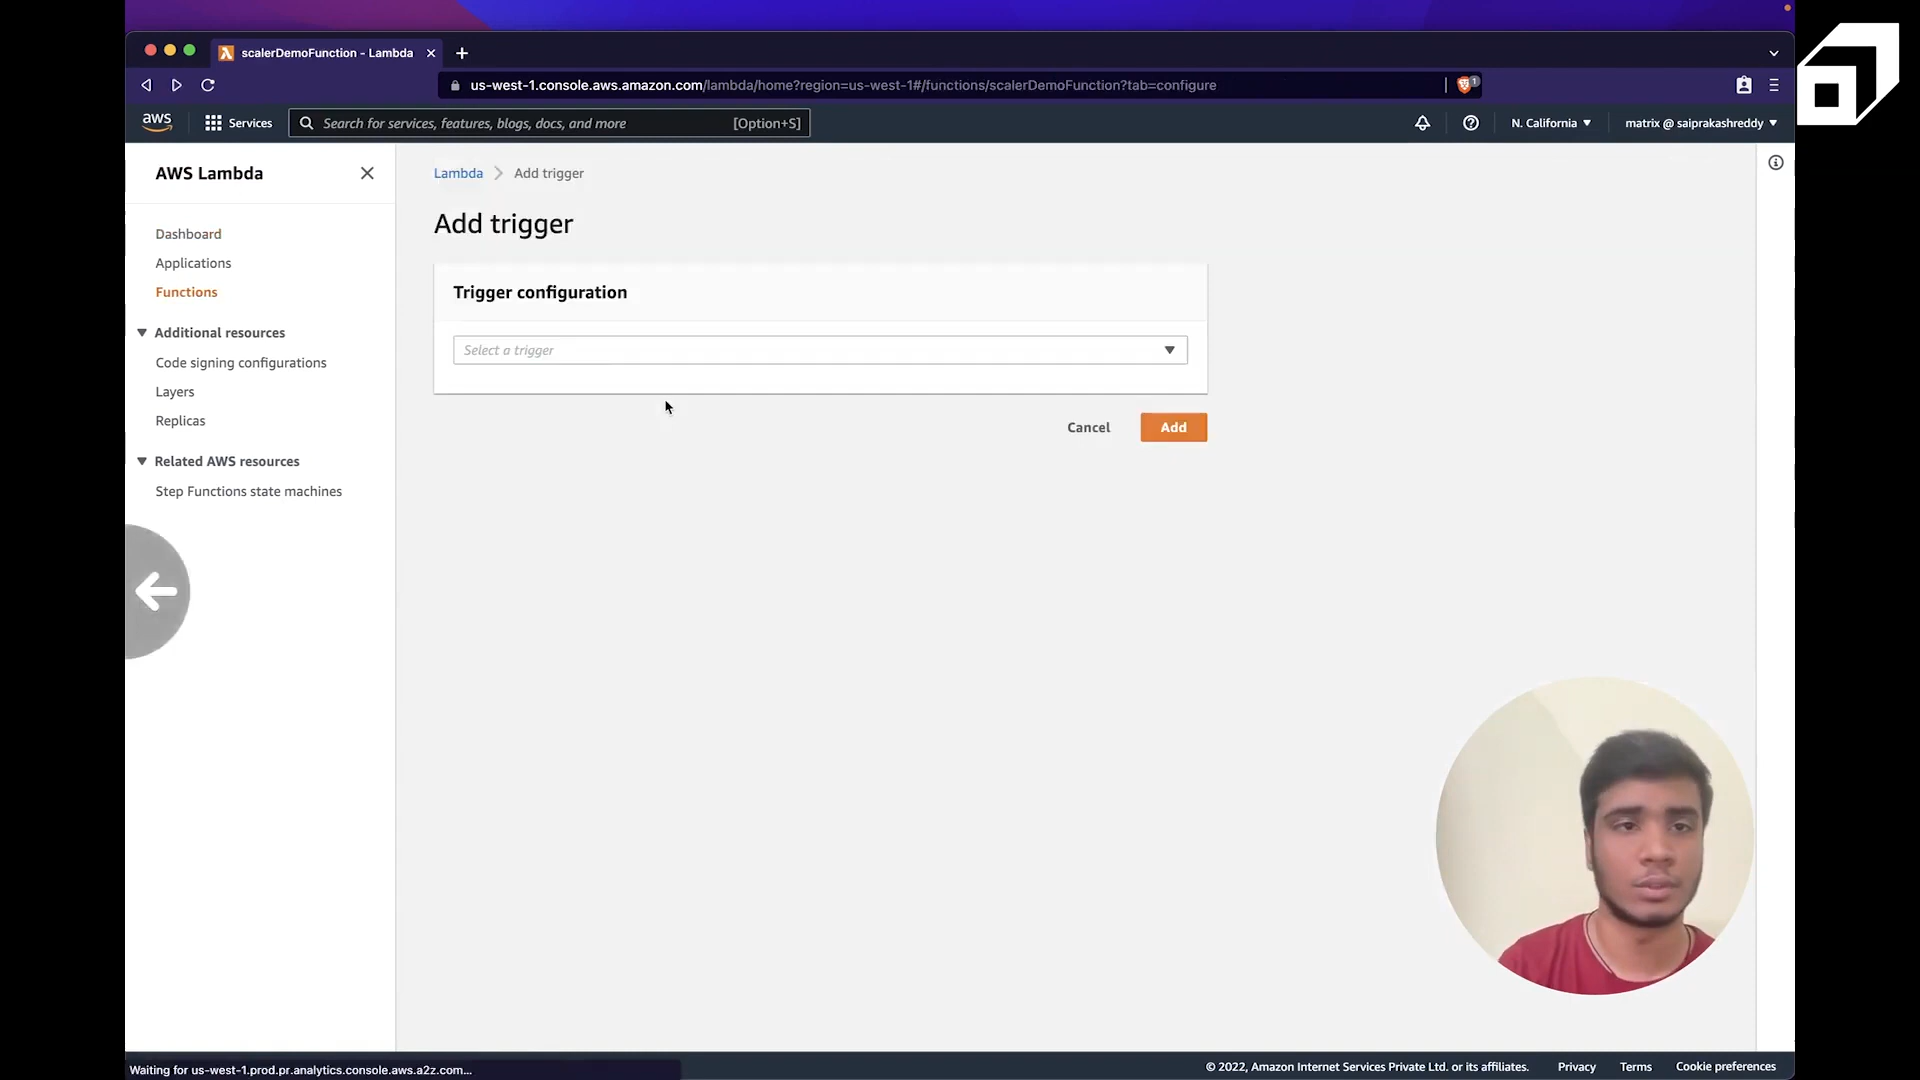 scalerDemoFunction - Lambda
us-west-1.console.aws.amazon.com/lambda/home?region=us-west-1#/functions/scalerDemoFunction?tab=configure
1
aws
Services
Search for services, features, blogs, docs, and more
[Option+S]
N. California
matrix @ saiprakashreddy
AWS Lambda
Dashboard
Applications
Functions
Additional resources
Code signing configurations
Layers
Replicas
Related AWS resources
Step Functions state machines
Lambda
Add trigger
Add trigger
Trigger configuration
Select a trigger
Cancel
Add
Waiting for us-west-1.prod.pr.analytics.console.aws.a2z.com...
© 2022, Amazon Internet Services Private Ltd. or its affiliates.
Privacy
Terms
Cookie preferences